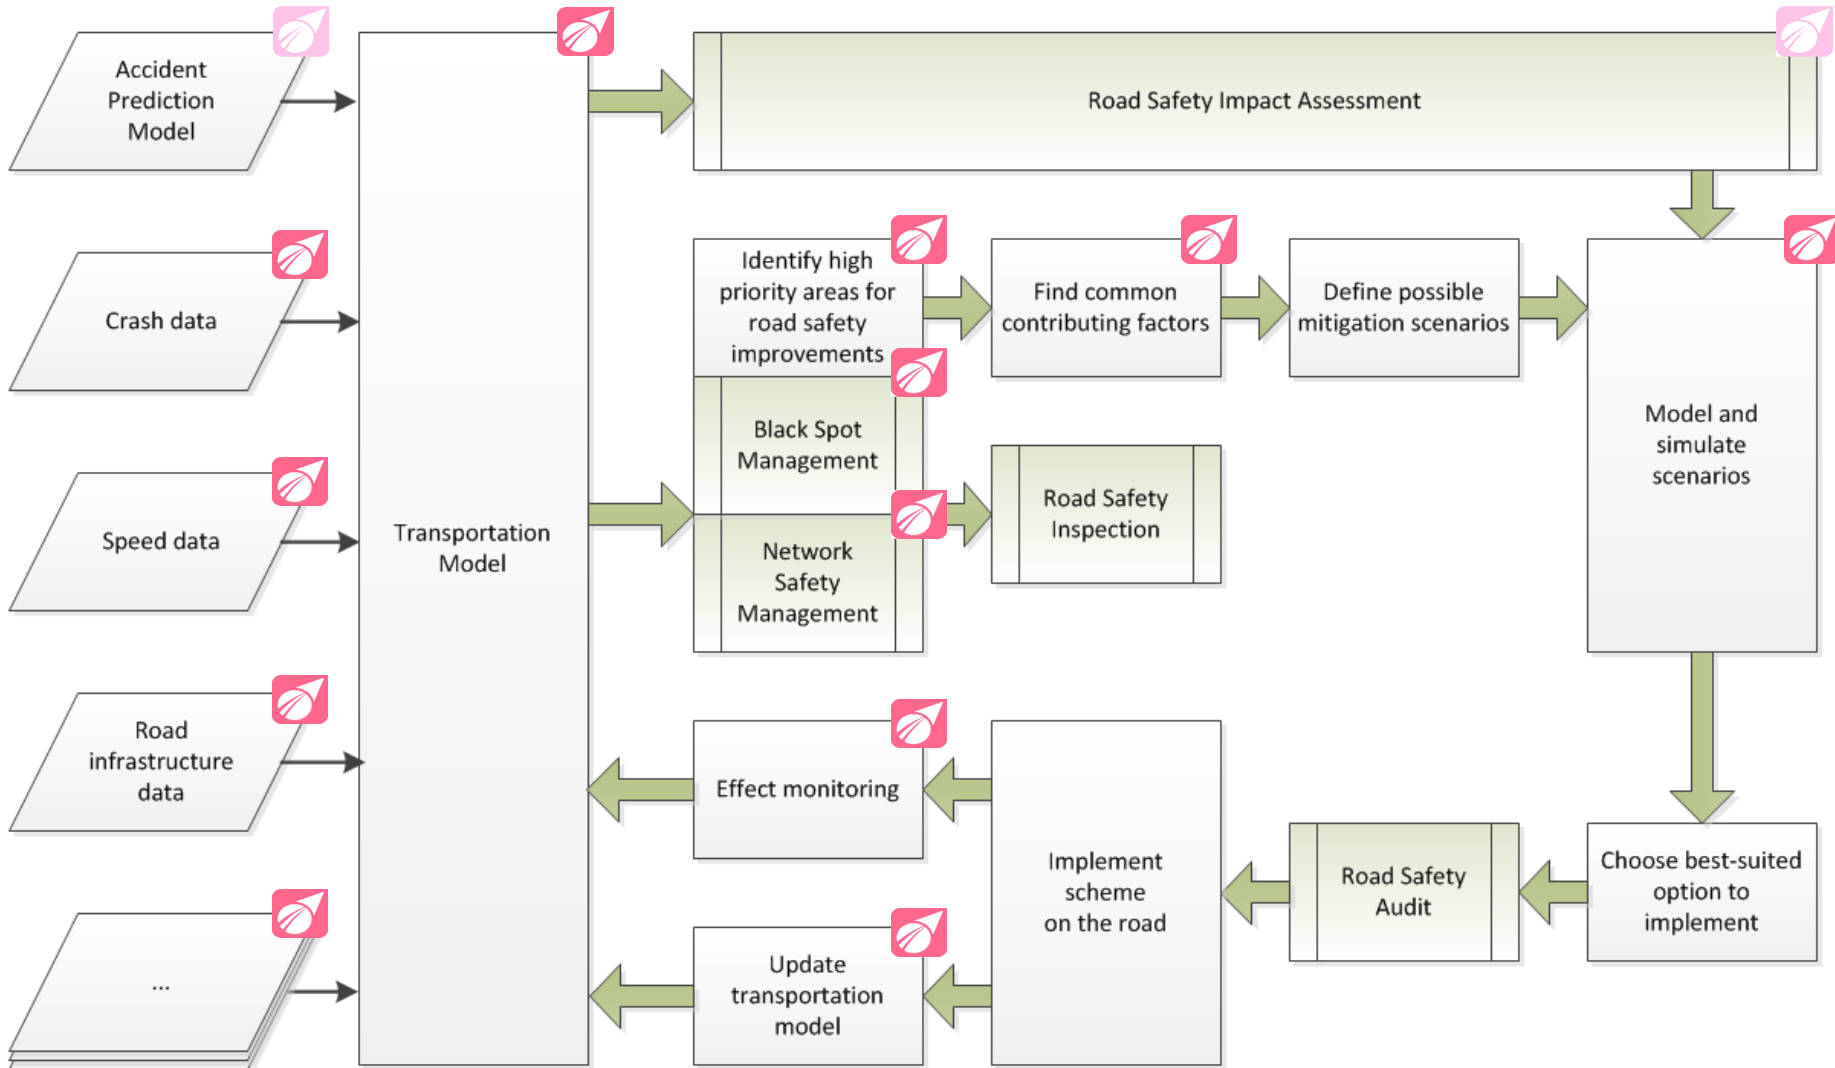 Accident
Prediction
Model
Road Safety Impact Assessment
Crash data
Identify high
priority areas for
road safety
improvements
Find common
contributing factors
Define possible
mitigation scenarios
Model and
simulate
scenarios
Black Spot
Management
Road Safety
Inspection
Speed data
Transportation
Model
Network
Safety
Management
Road
infrastructure
data
Effect monitoring
Implement
scheme
on the road
Road Safety
Audit
Choose best-suited
option to
implement
...
Update
transportation
model